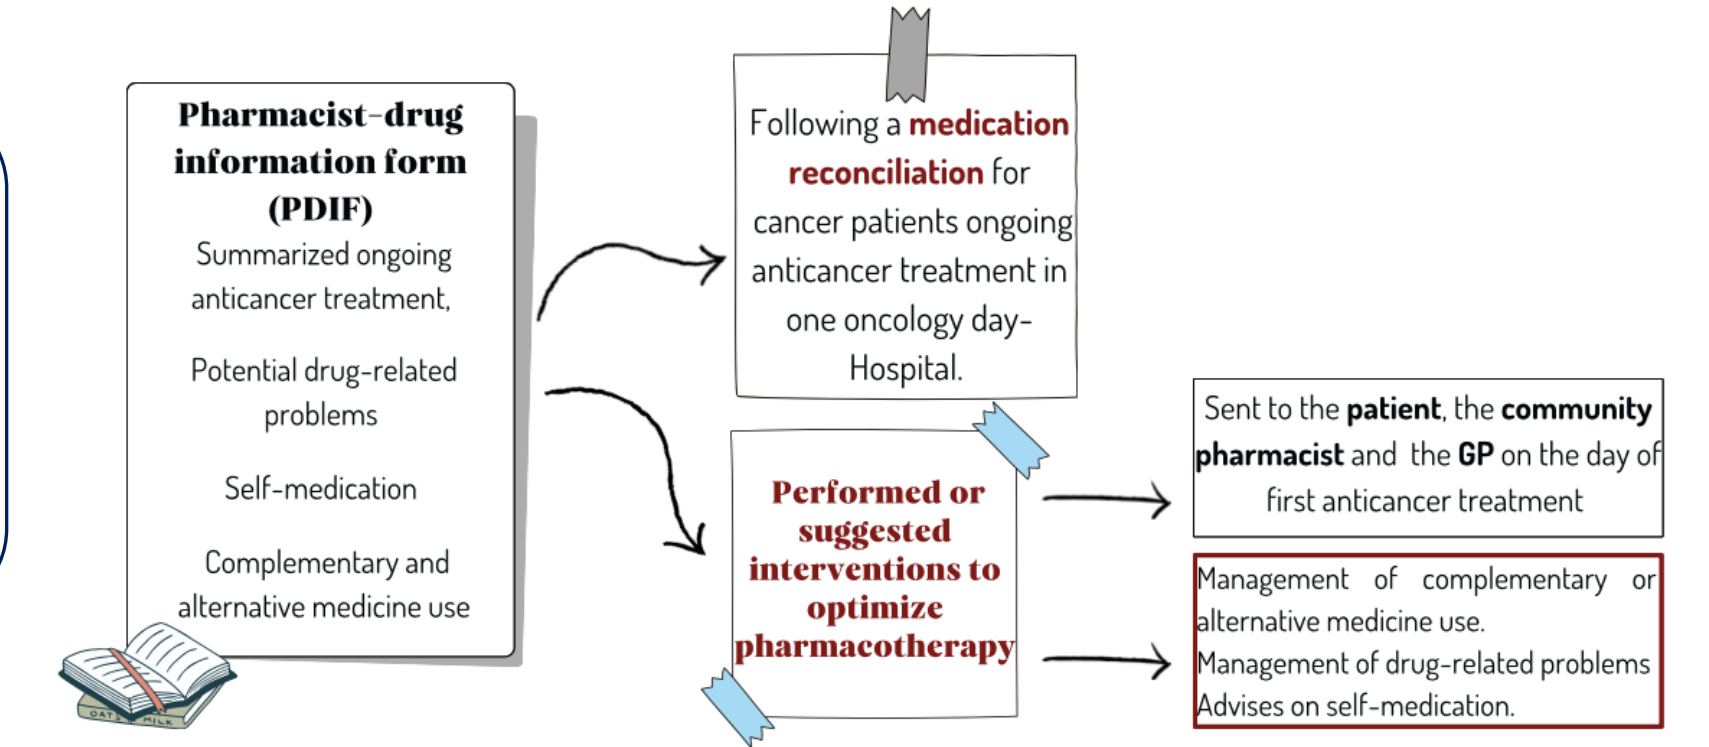 Pharmacist-drug
information form
(PDIF)
Summarized ongoing
anticancer treatment,
Potential drug-related
problems
Self-medication
Complementary and
alternative medicine use
OATS MILK
Following a medication
reconciliation for
cancer patients ongoing
anticancer treatment in
one oncology day-
Hospital.
Performed or
suggested
interventions to
optimize
pharmacotherapy
Sent to the patient, the community
pharmacist and the GP on the day of
first anticancer treatment
Management of complementary or
alternative medicine use.
Management of drug-related problems
Advises on self-medication.